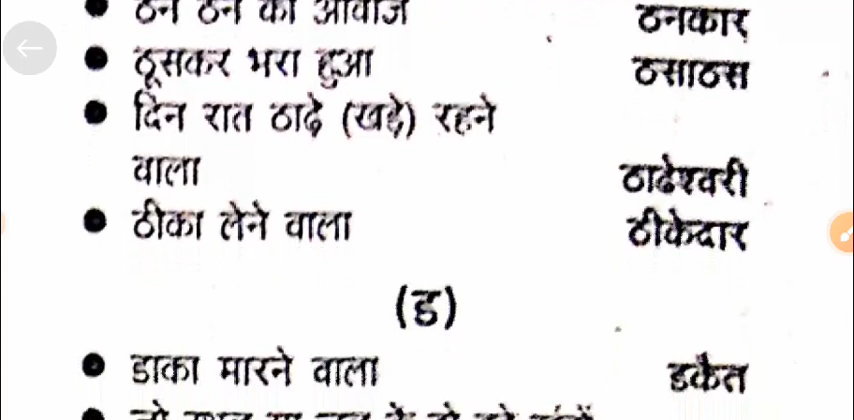 ठन ठन की आवाज ठनकार
ठूसकर भरा हुआ ठसाठस
दिन रात ठाढ़े (खड़े) रहने
वाला ठाढेश्वरी
ठीका लेने वाला ठीकेदार
(ड)
डाका मारने वाला डकैत